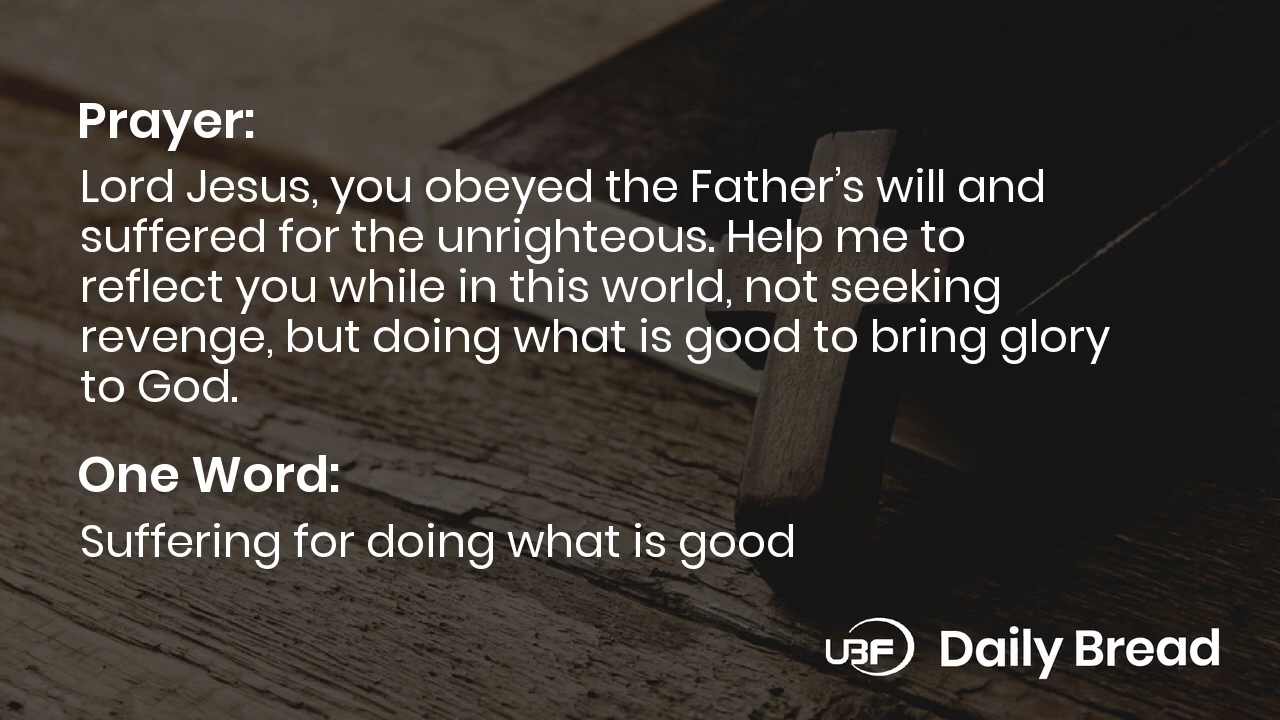 Prayer:
Lord Jesus, you obeyed the Father’s will and
suffered for the unrighteous. Help me to
reflect you while in this world, not seeking
revenge, but doing what is good to bring glory
to God.
One Word:
Suffering for doing what is good
UBF Daily Bread